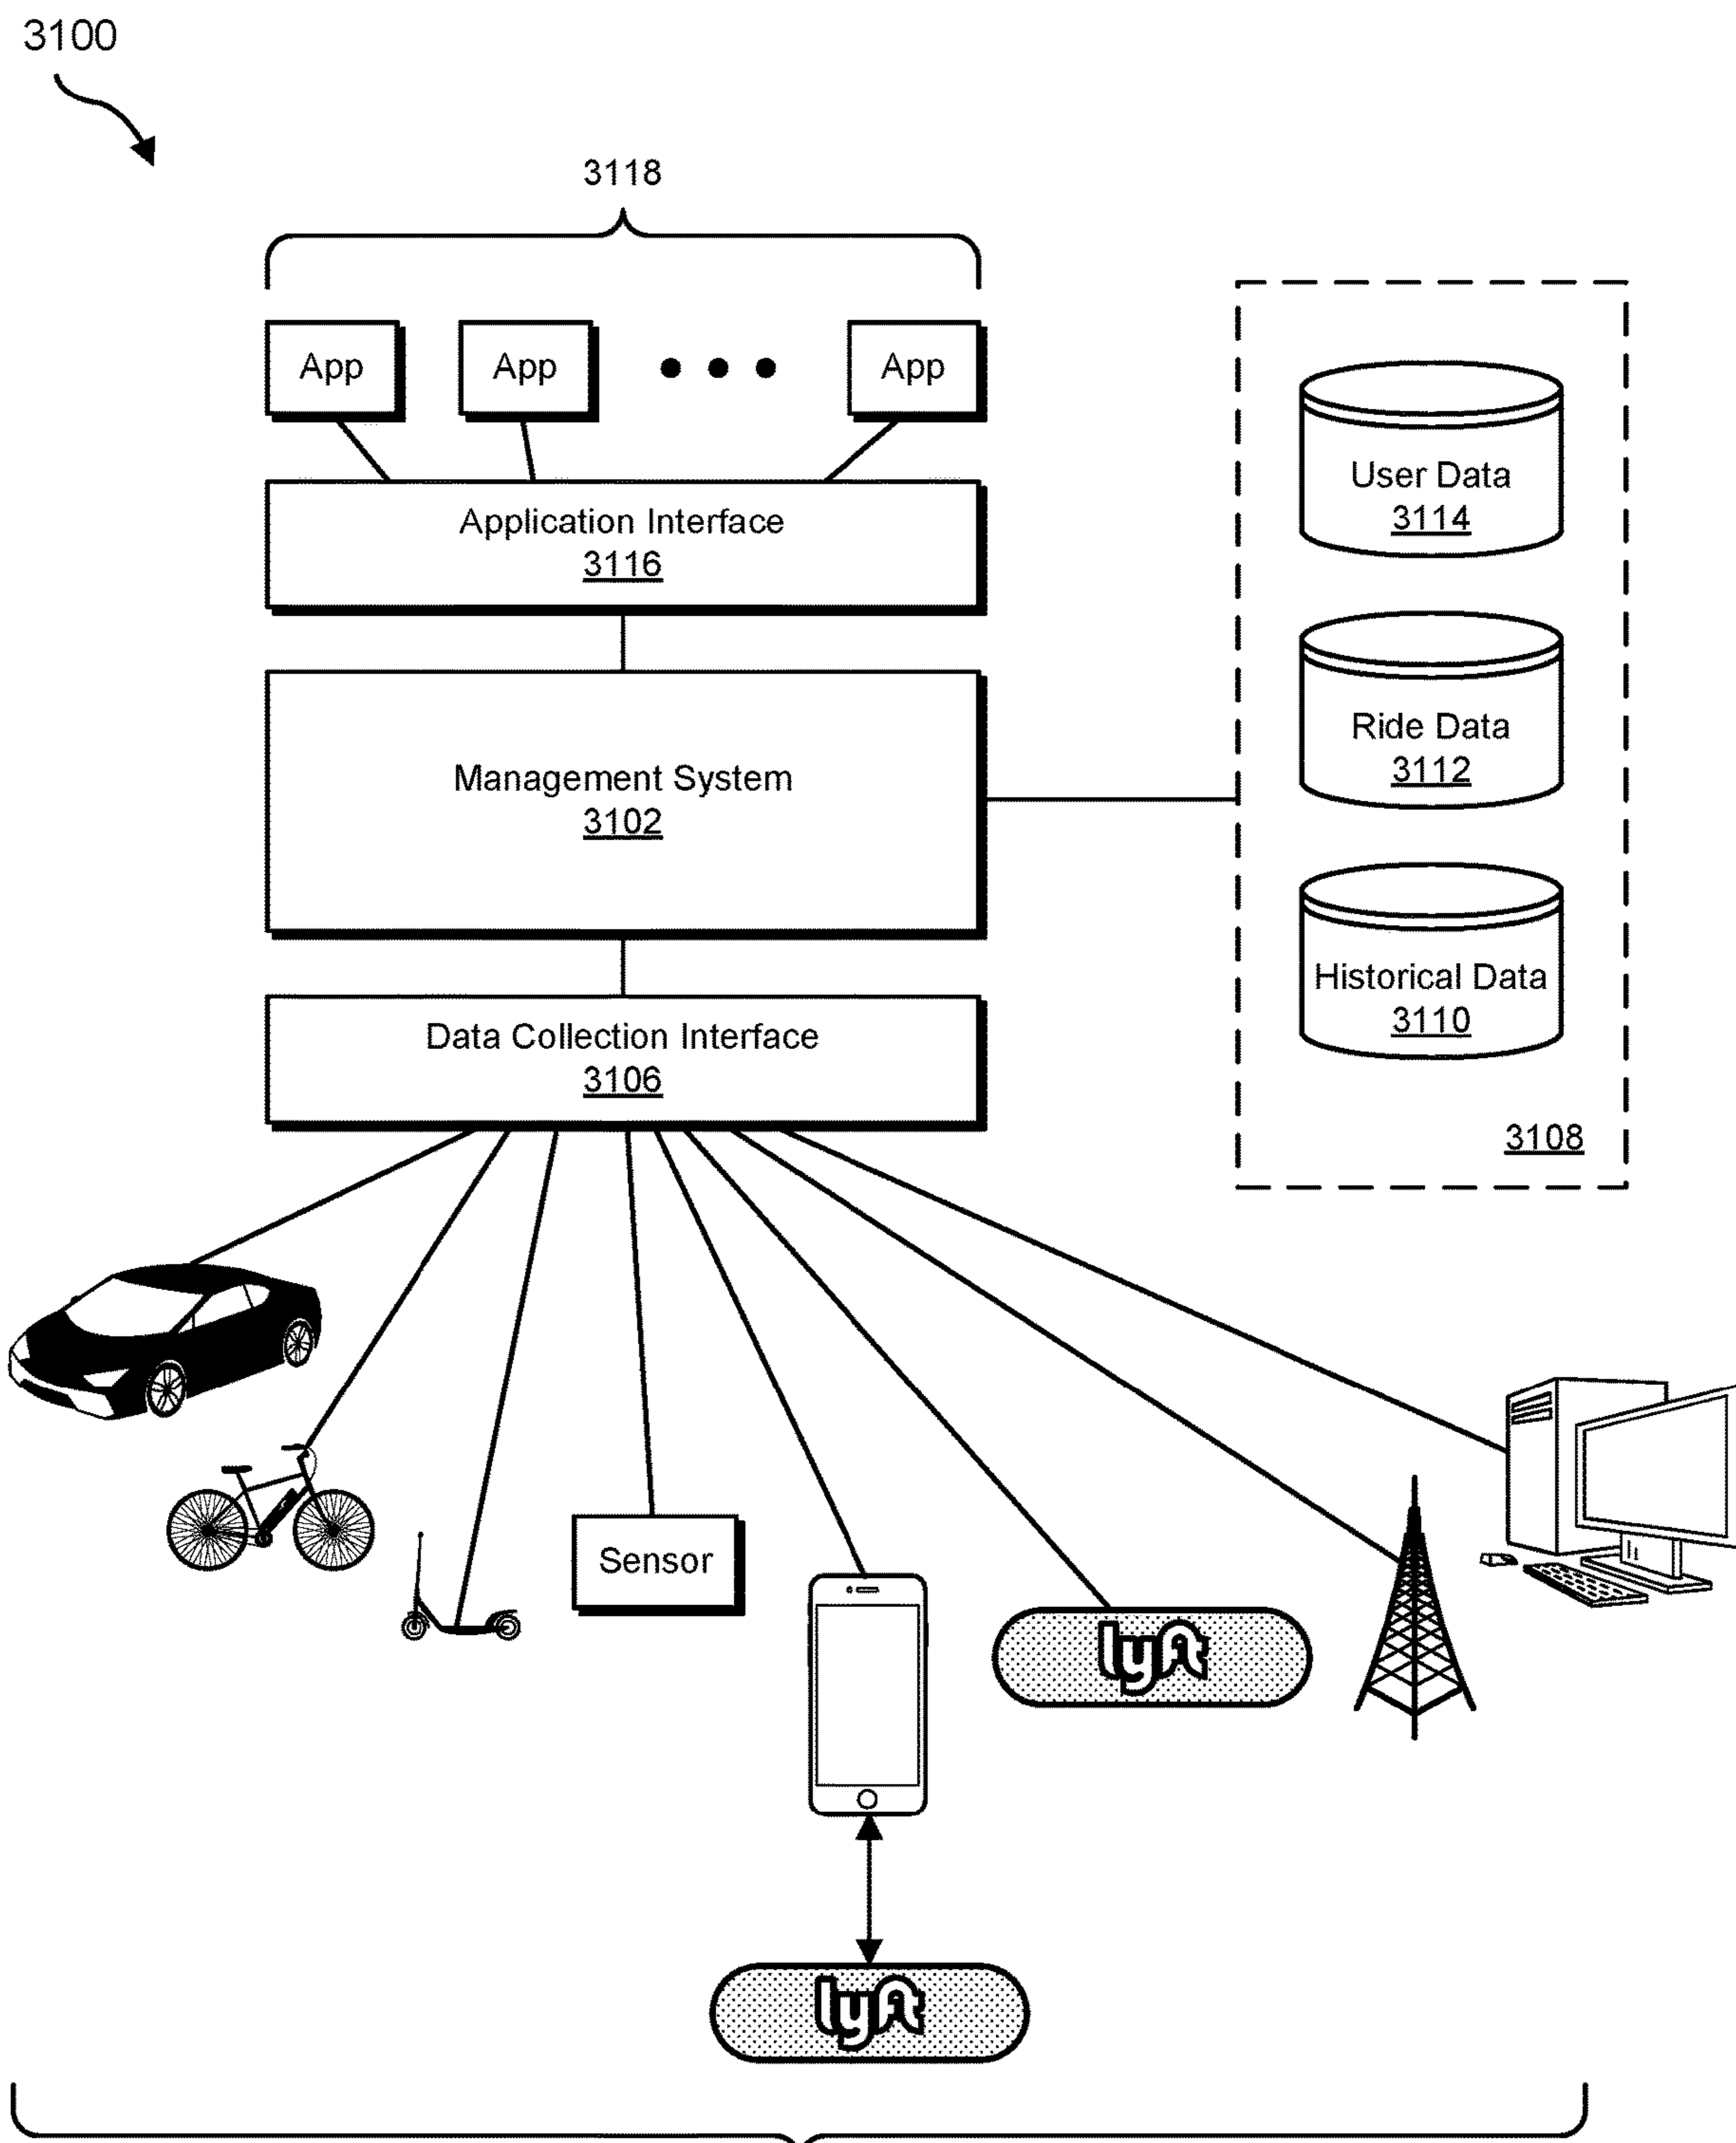 3100
3118
App
App
App
Application Interface
3116
Management System
3102
Data Collection Interface
3106
User Data
3114
Ride Data
3112
Historical Data
3110
3108
Sensor
lyft
lyft